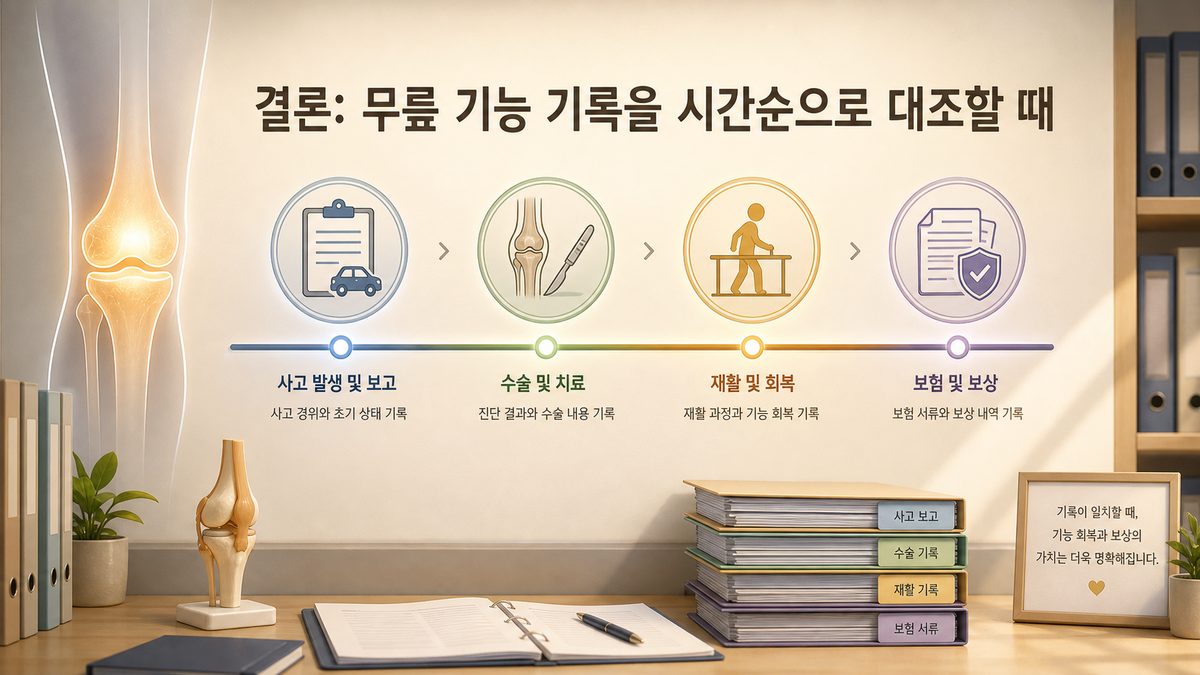 결론: 무릎 기능 기록을 시간순으로 대조할 때
사고 발생 및 보고
사고 경위와 초기 상태 기록
수술 및 치료
진단 결과와 수술 내용 기록
재활 및 회복
재활 과정과 기능 회복 기록
보험 및 보상
보험 서류와 보상 내역 기록
사고 보고
수술 기록
재활 기록
보험 서류
기록이 일치할 때,
기능 회복과 보상의
가치는 더욱 명확해집니다.